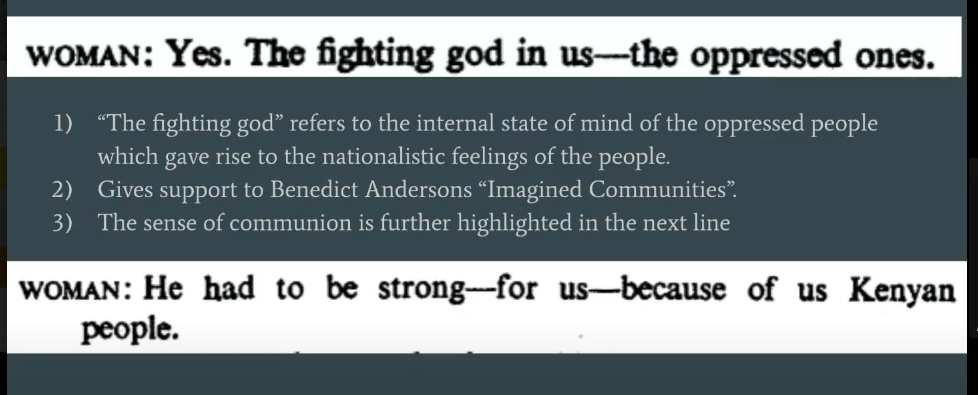 WOMAN: Yes. The fighting god in us—the oppressed ones.
1) “The fighting god” refers to the internal state of mind of the oppressed people
which gave rise to the nationalistic feelings of the people.
2) Gives support to Benedict Andersons “Imagined Communities”.
3) The sense of communion is further highlighted in the next line
WOMAN: He had to be strong—for us—because of us Kenyan
people.